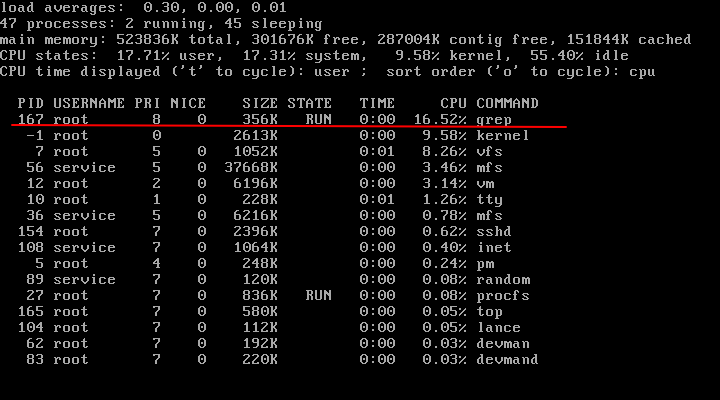 load averages:  0.30, 0.00, 0.01
47 processes: 2 running, 45 sleeping
main memory: 523836K total, 301676K free, 287004K contig free, 151844K cached
CPU states:  17.71% user,  17.31% system,   9.58% kernel,  55.40% idle
CPU time displayed ('t' to cycle): user ;  sort order ('o' to cycle): cpu
PID USERNAME PRI NICE    SIZE STATE   TIME     CPU COMMAND
167 root       8    0    356K   RUN   0:00  16.52% grep
-1 root       0        2613K         0:00   9.58% kernel
7 root       5    0   1052K         0:01   8.26% vfs
56 service    5    0  37668K         0:00   3.46% mfs
12 root       2    0   6196K         0:00   3.14% vm
10 root       1    0    228K         0:01   1.26% tty
36 service    5    0   6216K         0:00   0.78% mfs
154 root       7    0   2396K         0:00   0.62% sshd
108 service    7    0   1064K         0:00   0.40% inet
5 root       4    0    248K         0:00   0.24% pm
89 service    7    0    120K         0:00   0.08% random
27 root       7    0    836K   RUN   0:00   0.08% procfs
165 root       7    0    580K         0:00   0.05% top
104 root       7    0    112K         0:00   0.05% lance
62 root       7    0    192K         0:00   0.03% devman
83 root       7    0    220K         0:00   0.03% devmand